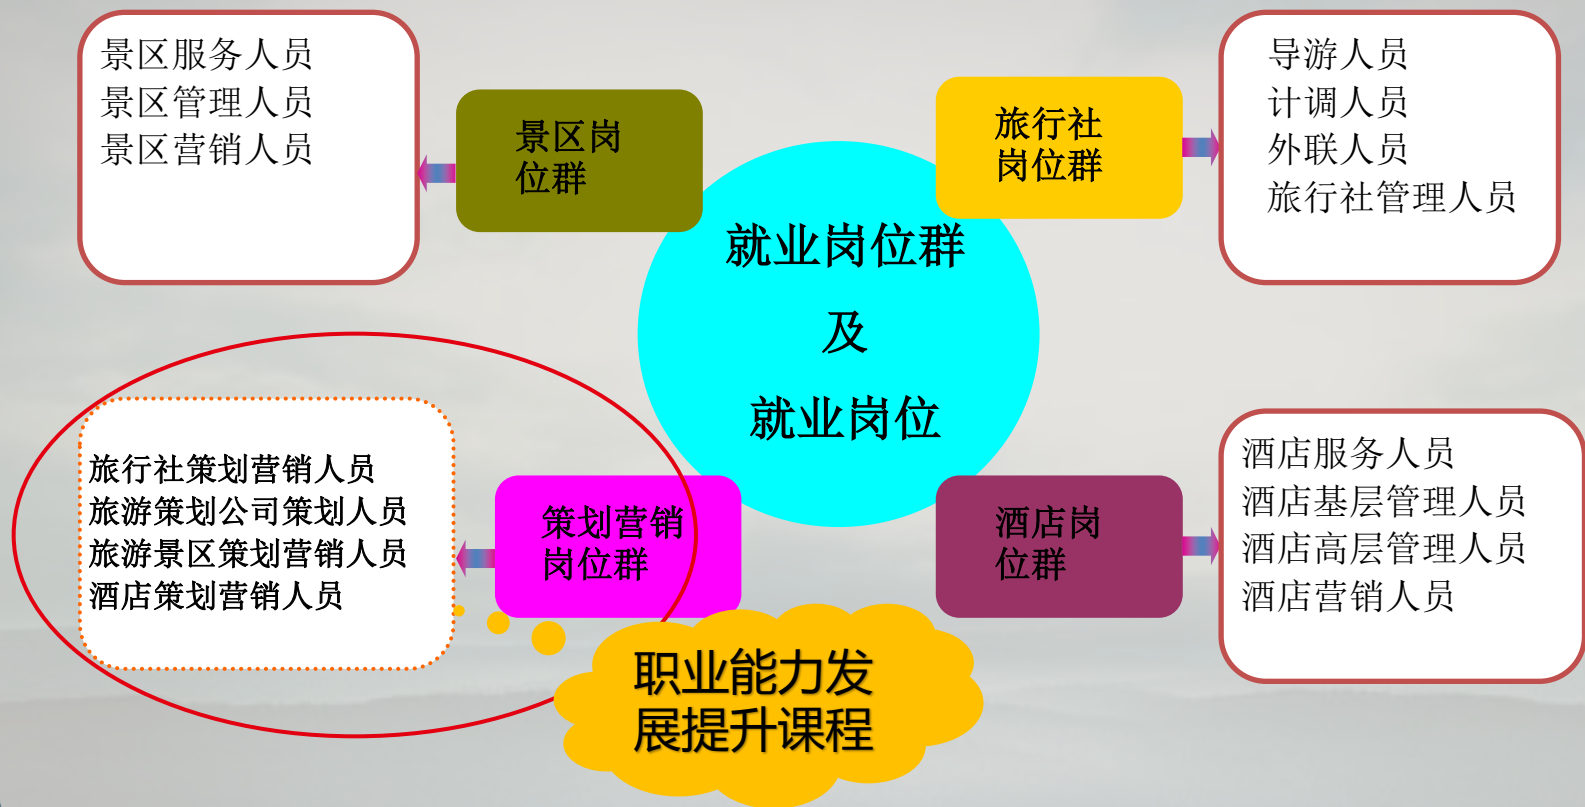 景区服务人员
景区管理人员
景区营销人员
景区岗
位群
旅行社
岗位群
导游人员
计调人员
外联人员
旅行社管理人员
就业岗位群
及
就业岗位
旅行社策划营销人员
旅游策划公司策划人员
旅游景区策划营销人员
酒店策划营销人员
策划营销
岗位群
酒店岗
位群
酒店服务人员
酒店基层管理人员
酒店高层管理人员
酒店营销人员
职业能力发
展提升课程